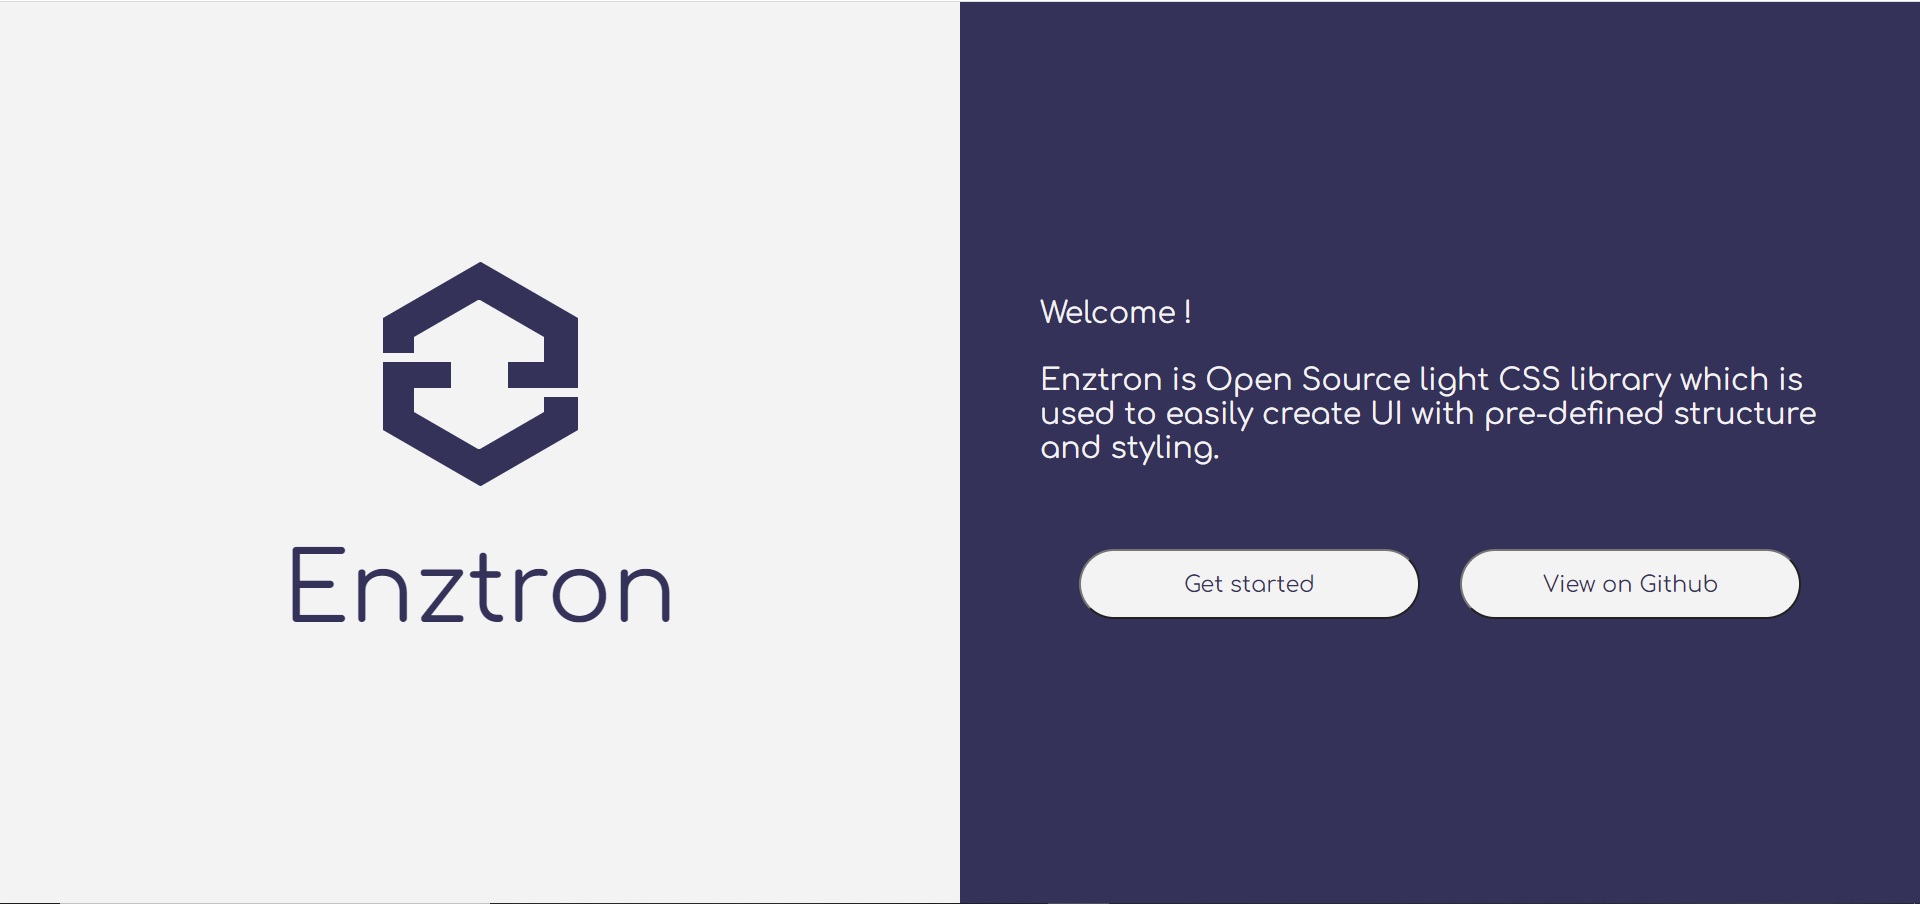 Enztron
Welcome !
Enztron is Open Source light CSS library which is
used to easily create UI with pre-defined structure
and styling.
Get started
View on Github